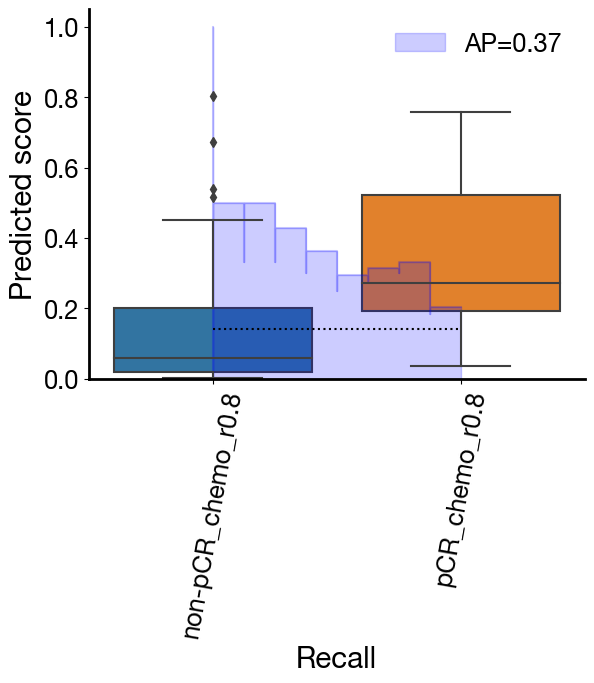 AP=0.37
Predicted score
1.0
0.8
0.6
0.4
0.2
0.0
non-pCR_chemo_r0.8
pCR_chemo_r0.8
Recall